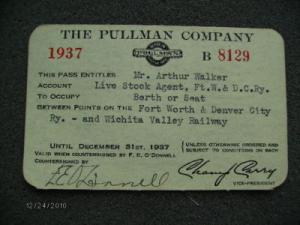 THE PULLMAN COMPANY
1937 PULLMAN B 8129
THIS PASS ENTITLES Mr. Arthur Walker
ACCOUNT Live Stock Agent, Ft.W.& D.C.Ry.
TO OCCUPY Berth or Seat
BETWEEN POINTS ON THE Fort Worth & Denver City
Ry. - and Wichita Valley Railway
UNTIL DECEMBER 31ST, 1937 UNLESS OTHERWISE ORDERED AND
VALID WHEN COUNTERSIGNED BY F. E. O'DONNELL SUBJECT TO CONDITIONS ON BACK
COUNTERSIGNED BY
VICE-PRESIDENT
12/24/2010